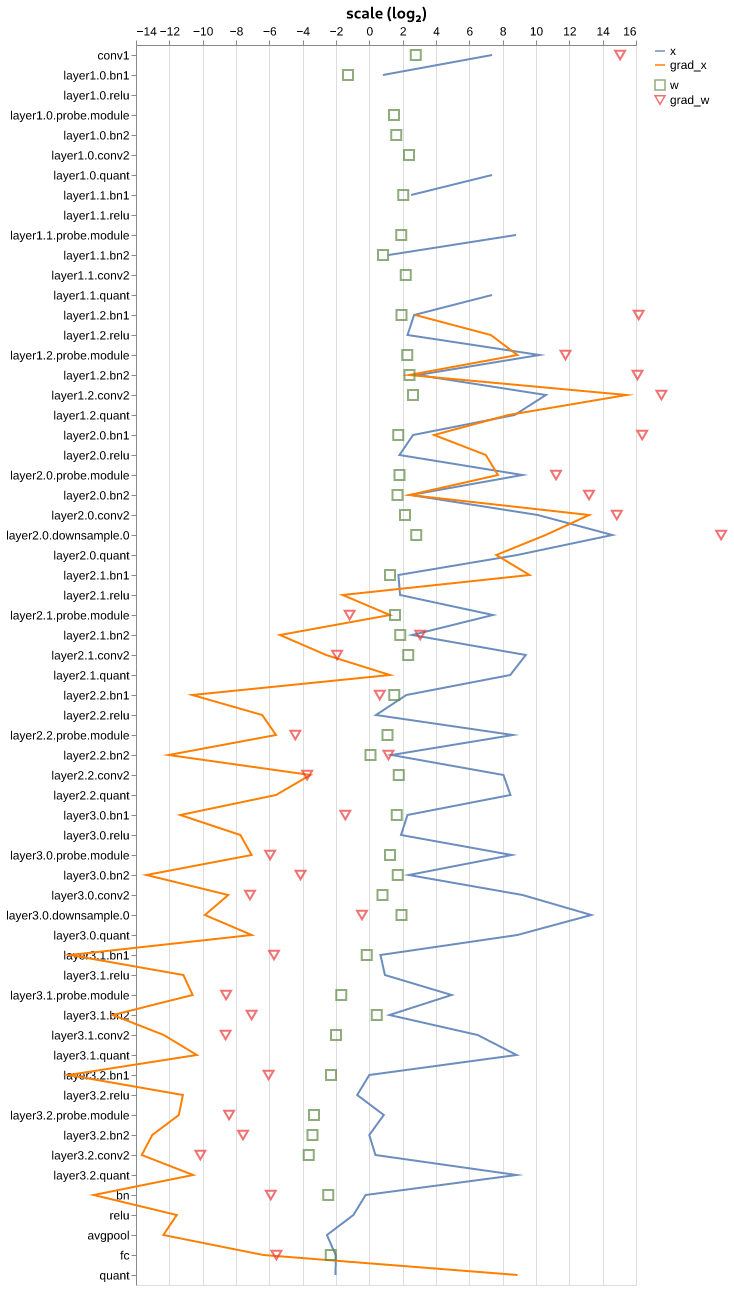 scale (log₂)
−14 −12 −10 −8 −6 −4 −2 0 2 4 6 8 10 12 14 16
x
grad_x
w
grad_w
conv1
layer1.0.bn1
layer1.0.relu
layer1.0.probe.module
layer1.0.bn2
layer1.0.conv2
layer1.0.quant
layer1.1.bn1
layer1.1.relu
layer1.1.probe.module
layer1.1.bn2
layer1.1.conv2
layer1.1.quant
layer1.2.bn1
layer1.2.relu
layer1.2.probe.module
layer1.2.bn2
layer1.2.conv2
layer1.2.quant
layer2.0.bn1
layer2.0.relu
layer2.0.probe.module
layer2.0.bn2
layer2.0.conv2
layer2.0.downsample.0
layer2.0.quant
layer2.1.bn1
layer2.1.relu
layer2.1.probe.module
layer2.1.bn2
layer2.1.conv2
layer2.1.quant
layer2.2.bn1
layer2.2.relu
layer2.2.probe.module
layer2.2.bn2
layer2.2.conv2
layer2.2.quant
layer3.0.bn1
layer3.0.relu
layer3.0.probe.module
layer3.0.bn2
layer3.0.conv2
layer3.0.downsample.0
layer3.0.quant
layer3.1.bn1
layer3.1.relu
layer3.1.probe.module
layer3.1.bn2
layer3.1.conv2
layer3.1.quant
layer3.2.bn1
layer3.2.relu
layer3.2.probe.module
layer3.2.bn2
layer3.2.conv2
layer3.2.quant
bn
relu
avgpool
fc
quant